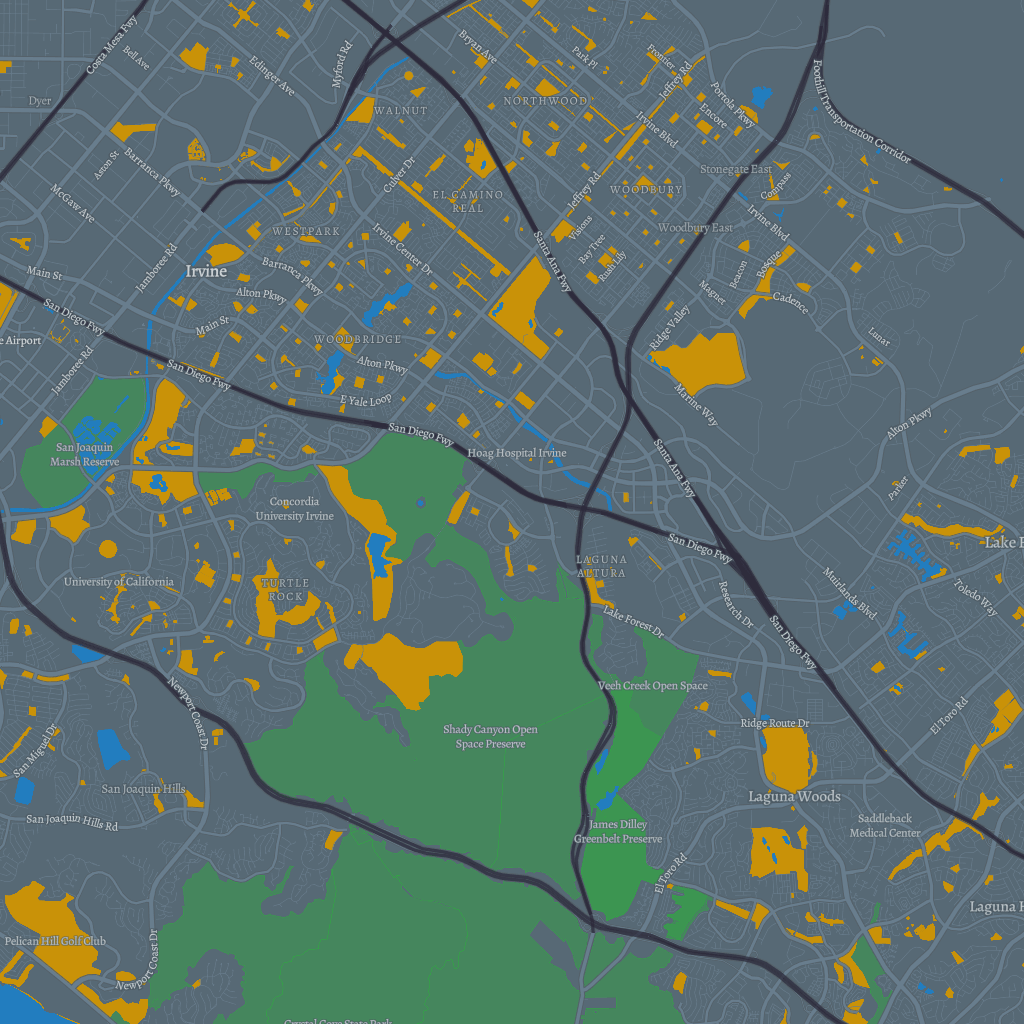 Costa Mesa Fwy
Bell Ave
Edinger Ave
Myford Rd
Bryan Ave
Park Pl
Frontier
Jeffrey Rd
Portola Pkwy
Encore
Foothill Transportation Corridor
Dyer
WALNUT
NORTHWOOD
Irvine Blvd
Aston St
Barranca Pkwy
McGaw Ave
Culver Dr
EL CAMINO
REAL
Jeffrey Rd
WOODBURY
Stonegate East
Compass
Woodbury East
Irvine Blvd
Visions
Bay Tree
Rush Lily
WESTPARK
Irvine Center Dr
Santa Ana Fwy
Jamboree Rd
Irvine
Barranca Pkwy
Alton Pkwy
Main St
Main St
San Diego Fwy
Beacon
Bosque
Magnet
Cadence
Ridge Valley
Lunar
e Airport
Jamboree Rd
WOODBRIDGE
Alton Pkwy
San Diego Fwy
E Yale Loop
Marine Way
San Diego Fwy
Hoag Hospital Irvine
Alton Pkwy
San Joaquin
Marsh Reserve
Santa Ana Fwy
Parker
Concordia
University Irvine
San Diego Fwy
Lake F
LAGUNA
ALTURA
University of California
TURTLE
ROCK
Research Dr
Muirlands Blvd
Toledo Way
Lake Forest Dr
San Diego Fwy
Newport Coast Dr
Veeh Creek Open Space
San Miguel Dr
Shady Canyon Open
Space Preserve
Ridge Route Dr
El Toro Rd
San Joaquin Hills
Laguna Woods
San Joaquin Hills Rd
James Dilley
Greenbelt Preserve
Saddleback
Medical Center
El Toro Rd
Laguna H
Pelican Hill Golf Club
Newport Coast Dr
Crystal Cove State Park